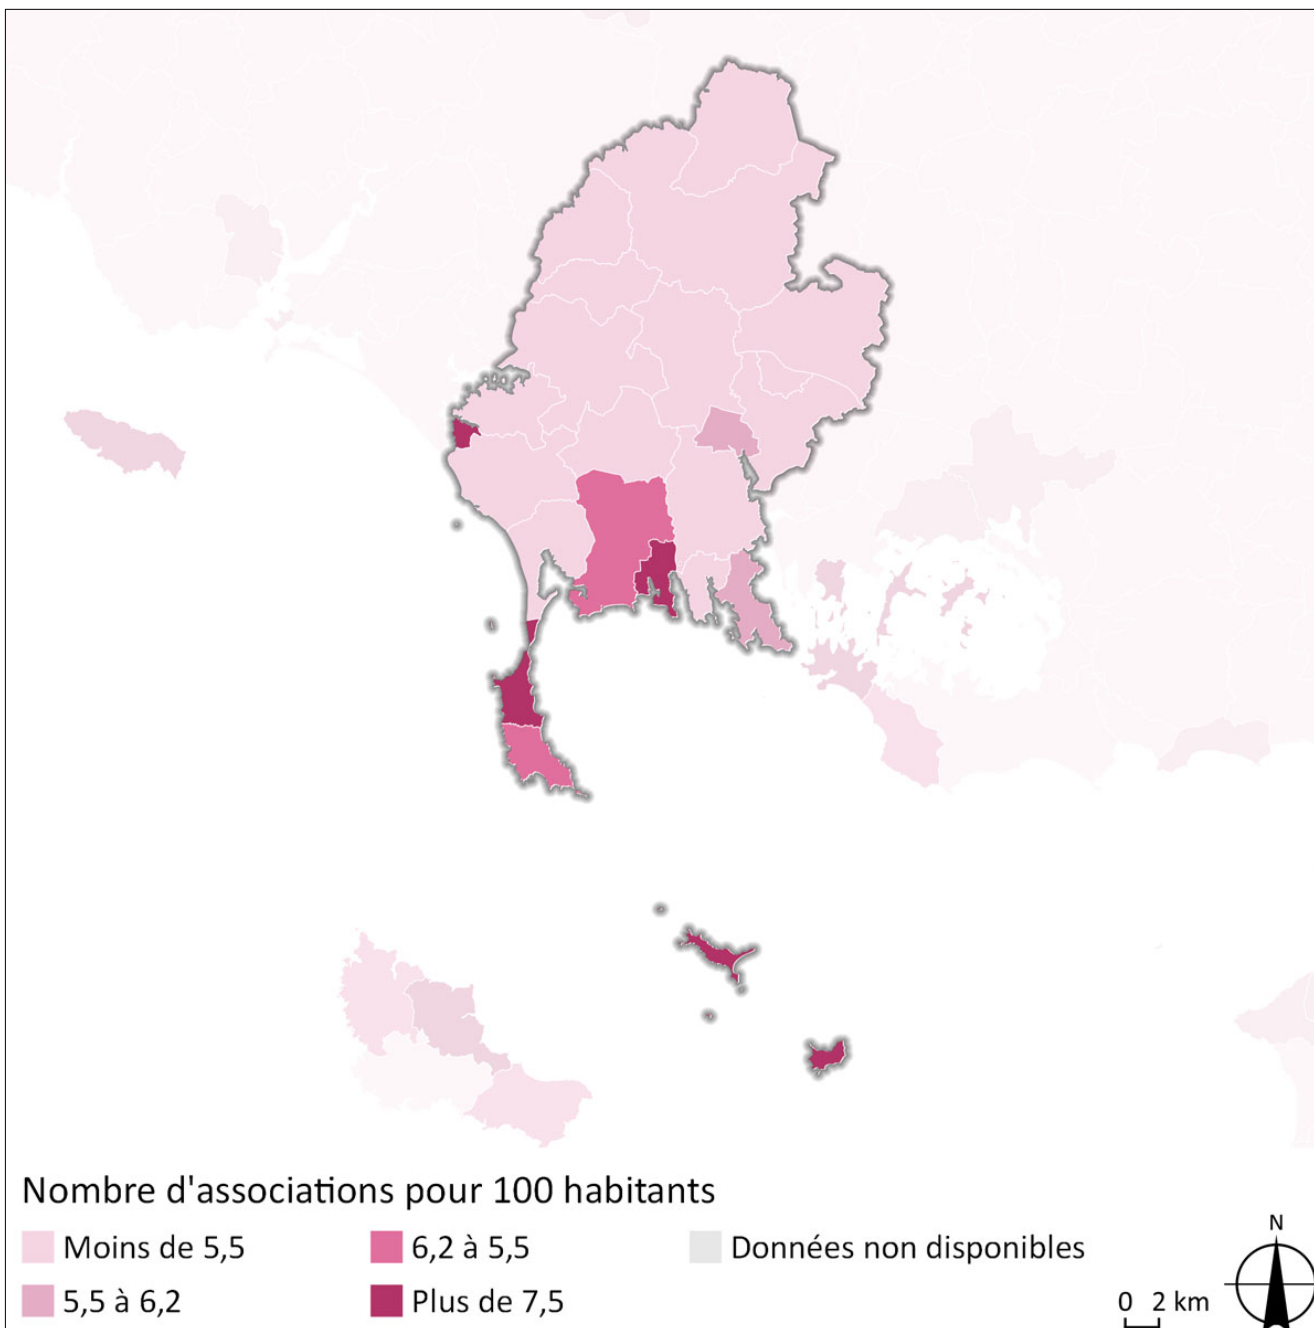 Nombre d'associations pour 100 habitants
Moins de 5,5
6,2 à 5,5
Données non disponibles
5,5 à 6,2
Plus de 7,5
N
0 2 km